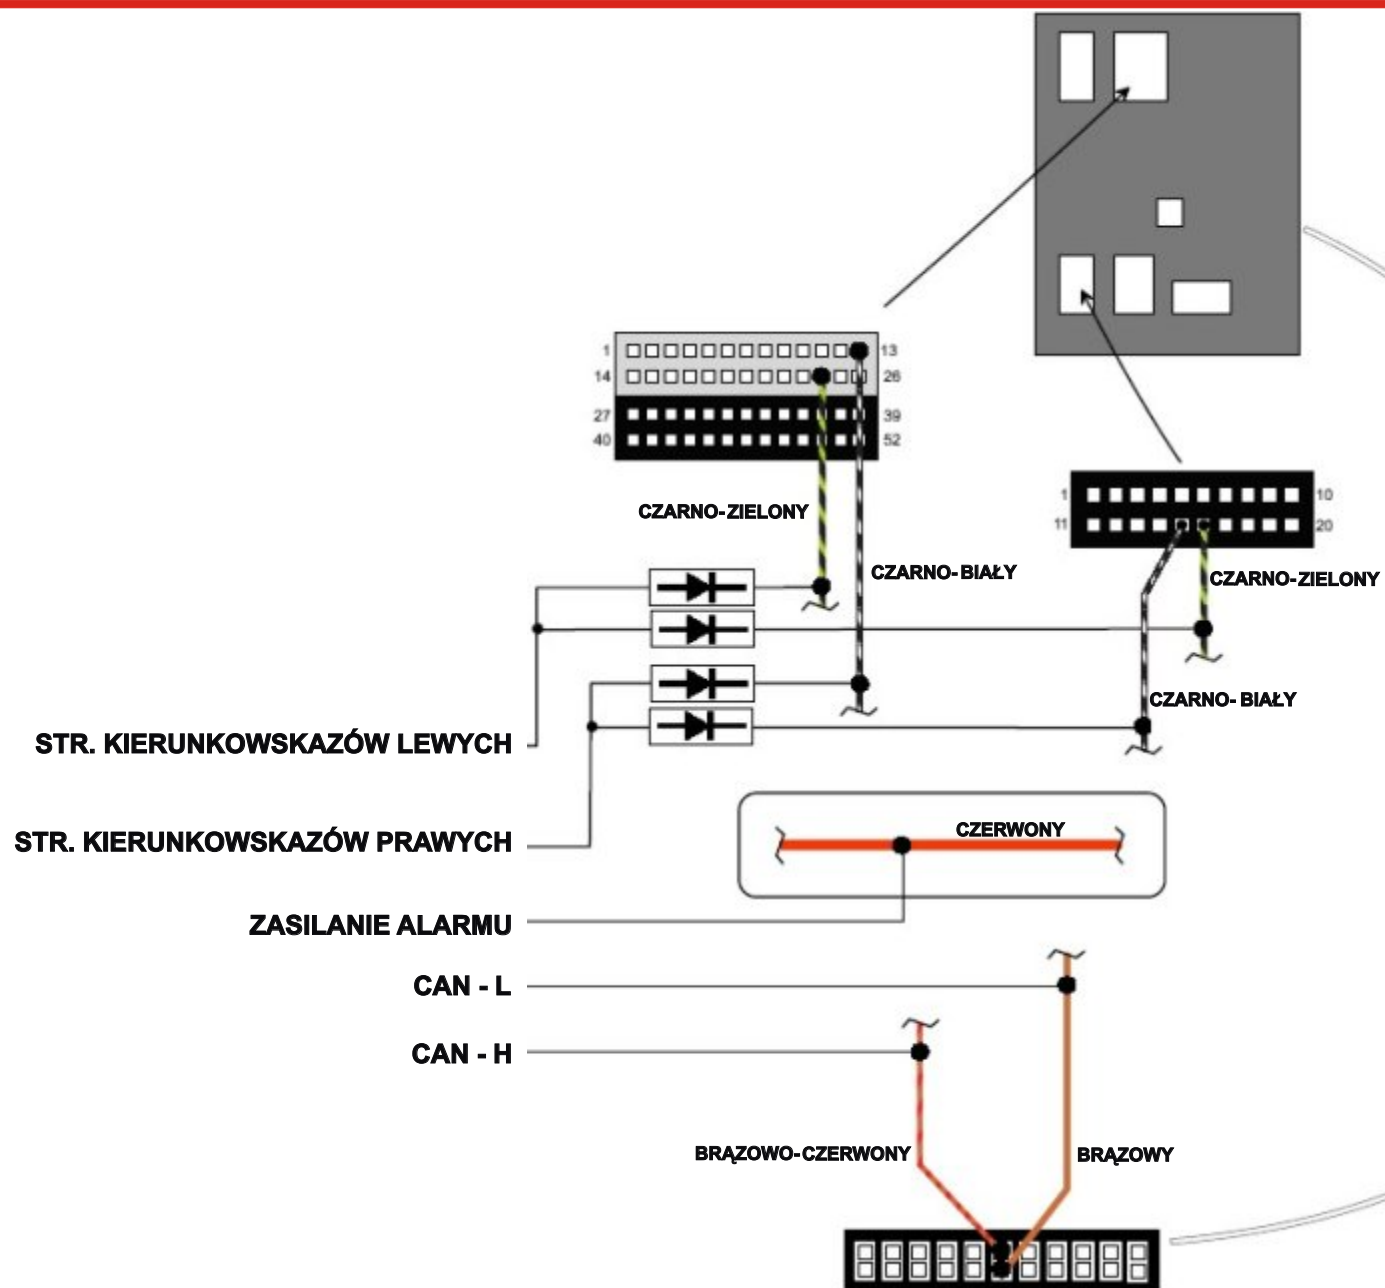 1
13
14
26
27
39
40
52
1
10
11
20
CZARNO-ZIELONY
CZARNO-BIAŁY
CZARNO-ZIELONY
CZARNO- BIAŁY
STR. KIERUNKOWSKAZÓW LEWYCH
CZERWONY
STR. KIERUNKOWSKAZÓW PRAWYCH
ZASILANIE ALARMU
CAN - L
CAN - H
BRĄZOWO-CZERWONY
BRĄZOWY